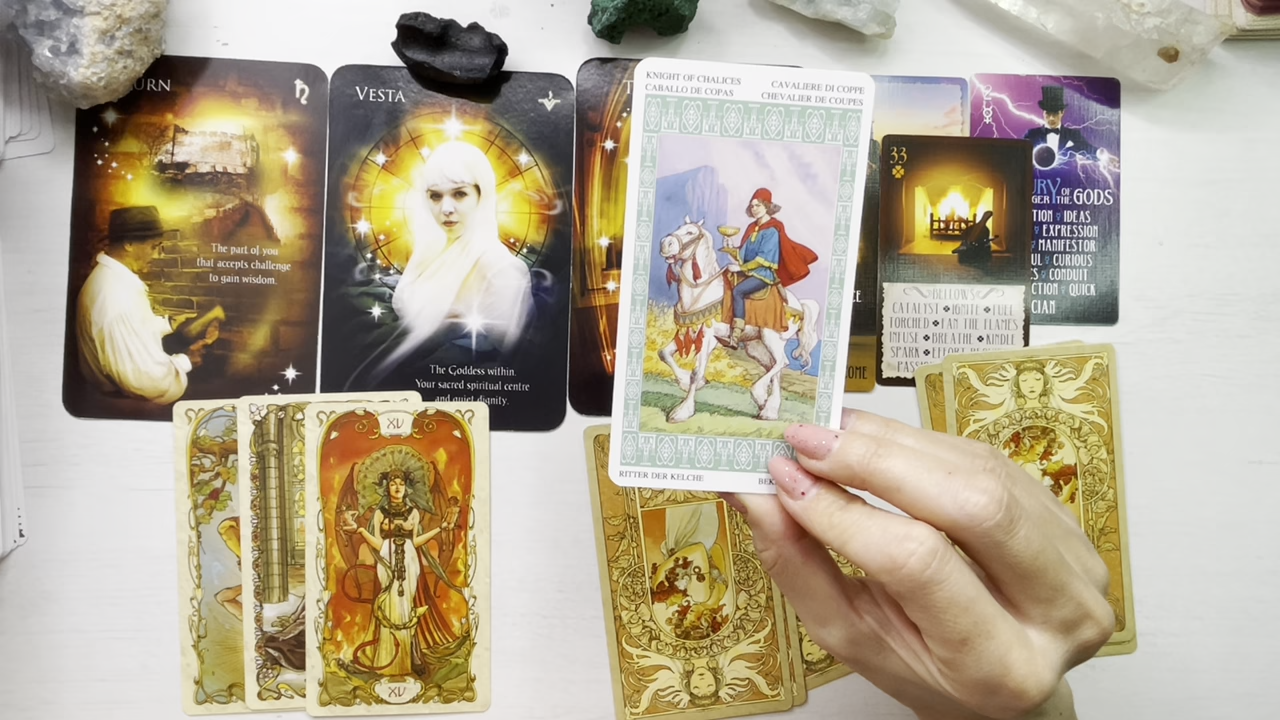 ♄
The part of you
that accepts challenge
to gain wisdom.
VESTA
The Goddess within.
Your sacred spiritual centre
and quiet dignity.
KNIGHT OF CHALICES
CABALLO DE COPAS
CAVALIERE DI COPPE
CHEVALIER DE COUPES
RITTER DER KELCHE
33
BELLOWS
CATALYST ❖ IGNITE ❖ FUEL
TORCHED ❖ FAN THE FLAMES
INFUSE ❖ BREATHE ❖ KINDLE
SPARK ❖ EFFORT
OF THE GODS
IDEAS
EXPRESSION
MANIFESTOR
CURIOUS
CONDUIT
QUICK
XV
XV